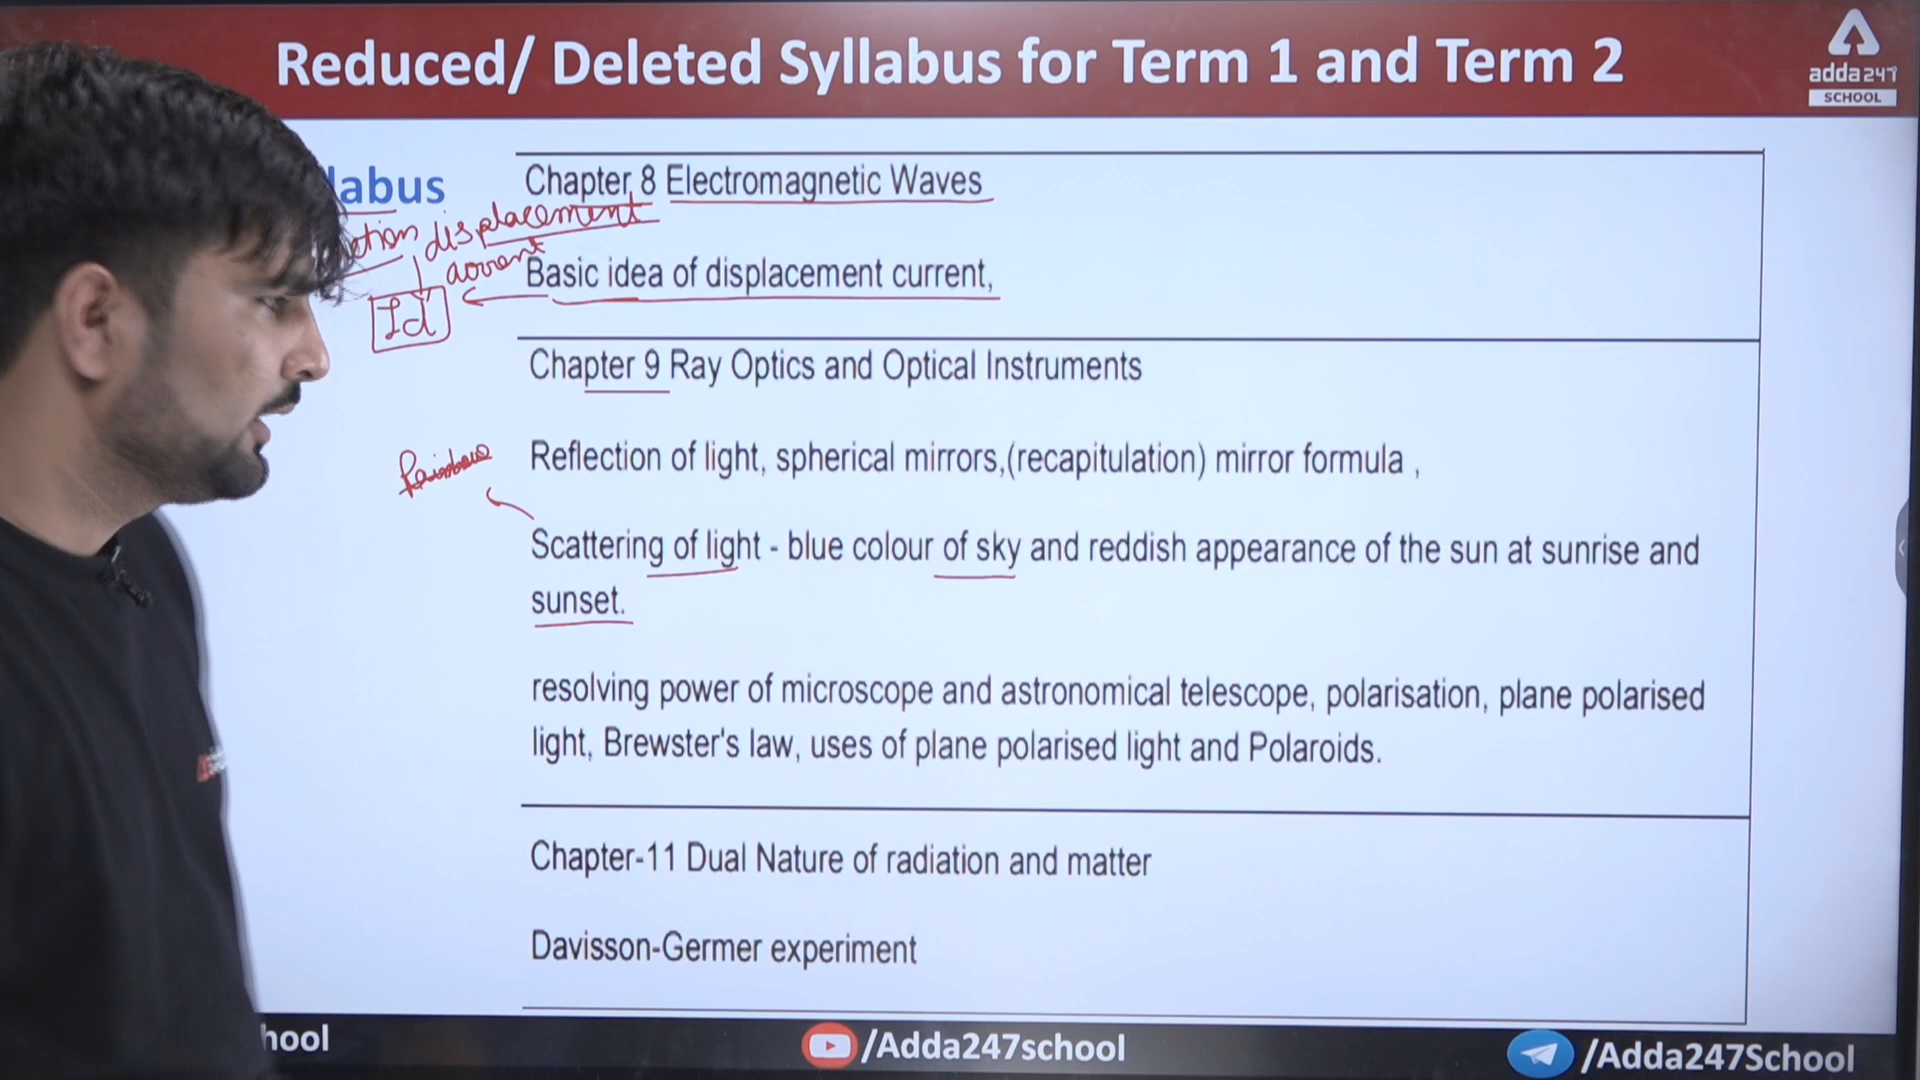 Reduced/ Deleted Syllabus for Term 1 and Term 2
adda247
SCHOOL
labus
Chapter 8 Electromagnetic Waves
displacement
current
Id
Basic idea of displacement current,
Chapter 9 Ray Optics and Optical Instruments
Rainbow
Reflection of light, spherical mirrors,(recapitulation) mirror formula ,
Scattering of light - blue colour of sky and reddish appearance of the sun at sunrise and
sunset.
resolving power of microscope and astronomical telescope, polarisation, plane polarised
light, Brewster's law, uses of plane polarised light and Polaroids.
Chapter-11 Dual Nature of radiation and matter
Davisson-Germer experiment
hool
/Adda247school
/Adda247School